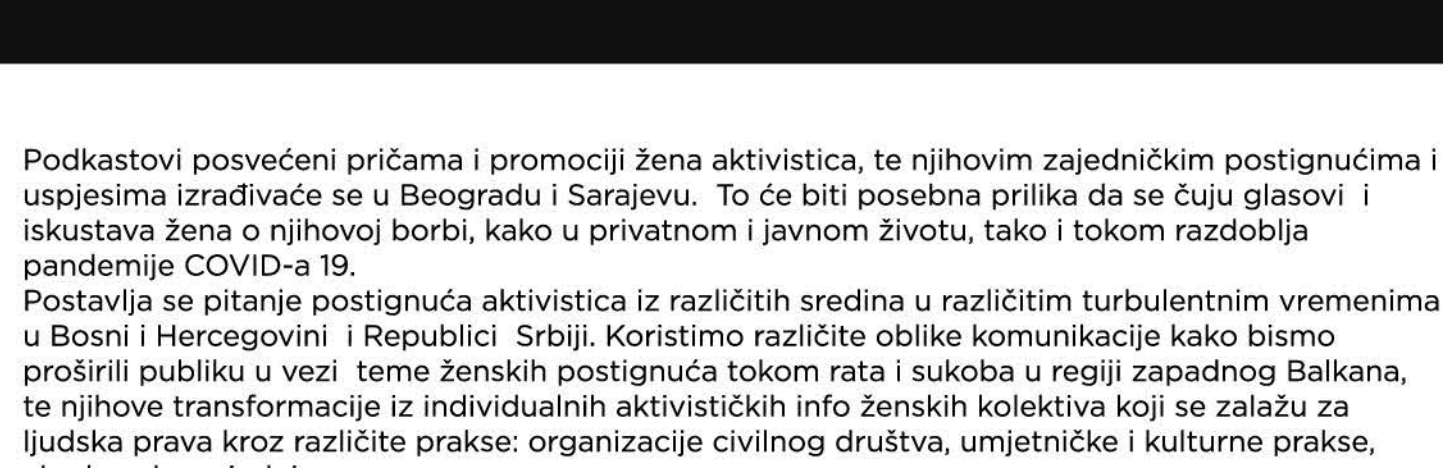 Podkastovi posvećeni pričama i promociji žena aktivistica, te njihovim zajedničkim postignućima i
uspjesima izrađivaće se u Beogradu i Sarajevu.  To će biti posebna prilika da se čuju glasovi  i
iskustava žena o njihovoj borbi, kako u privatnom i javnom životu, tako i tokom razdoblja
pandemije COVID-a 19.
Postavlja se pitanje postignuća aktivistica iz različitih sredina u različitim turbulentnim vremenima
u Bosni i Hercegovini  i Republici  Srbiji. Koristimo različite oblike komunikacije kako bismo
proširili publiku u vezi  teme ženskih postignuća tokom rata i sukoba u regiji zapadnog Balkana,
te njihove transformacije iz individualnih aktivističkih info ženskih kolektiva koji se zalažu za
ljudska prava kroz različite prakse: organizacije civilnog društva, umjetničke i kulturne prakse,